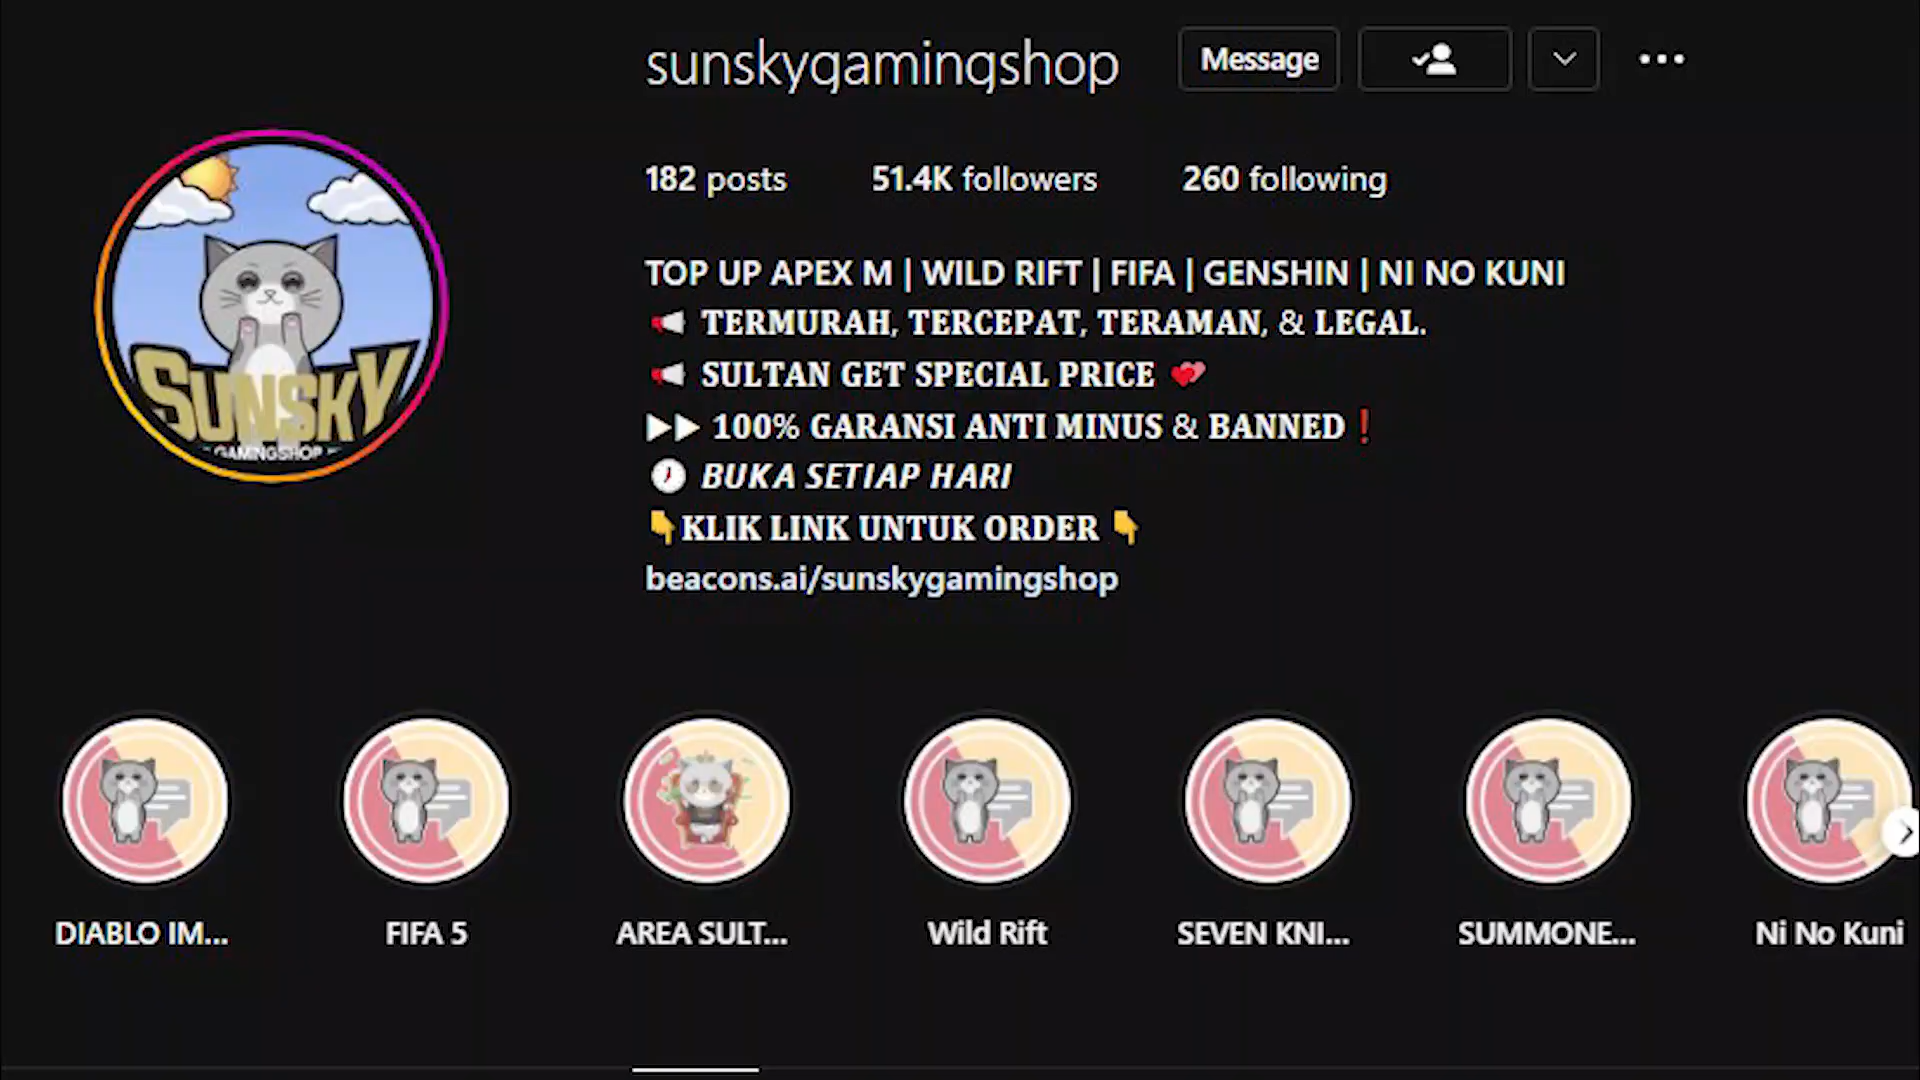 sunskygamingshop
Message
182 posts 51.4K followers 260 following
SUNSKY
GAMINGSHOP
TOP UP APEX M | WILD RIFT | FIFA | GENSHIN | NI NO KUNI
TERMURAH, TERCEPAT, TERAMAN, & LEGAL.
SULTAN GET SPECIAL PRICE
100% GARANSI ANTI MINUS & BANNED❗
BUKA SETIAP HARI
KLIK LINK UNTUK ORDER
beacons.ai/sunskygamingshop
DIABLO IM... FIFA 5 AREA SULT... Wild Rift SEVEN KNI... SUMMONE... Ni No Kuni